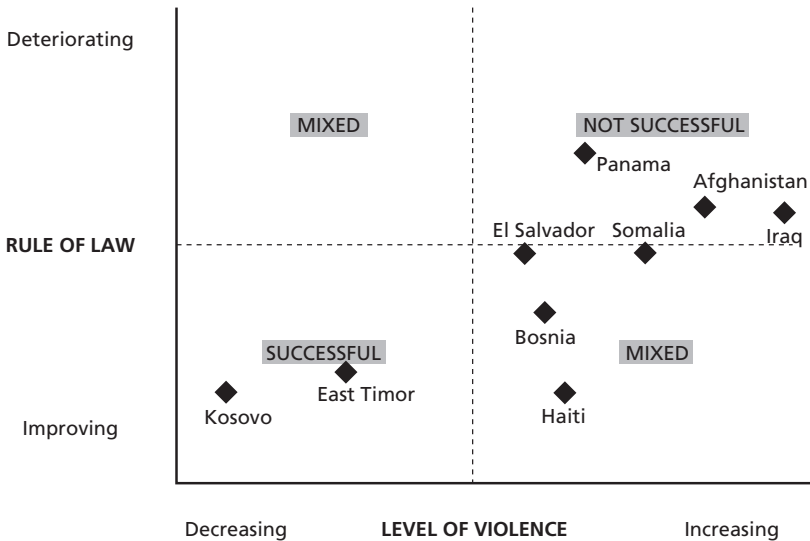 Deteriorating
MIXED
NOT SUCCESSFUL
Panama
Afghanistan
El Salvador
Somalia
Iraq
RULE OF LAW
Bosnia
SUCCESSFUL
MIXED
East Timor
Kosovo
Haiti
Improving
Decreasing
LEVEL OF VIOLENCE
Increasing